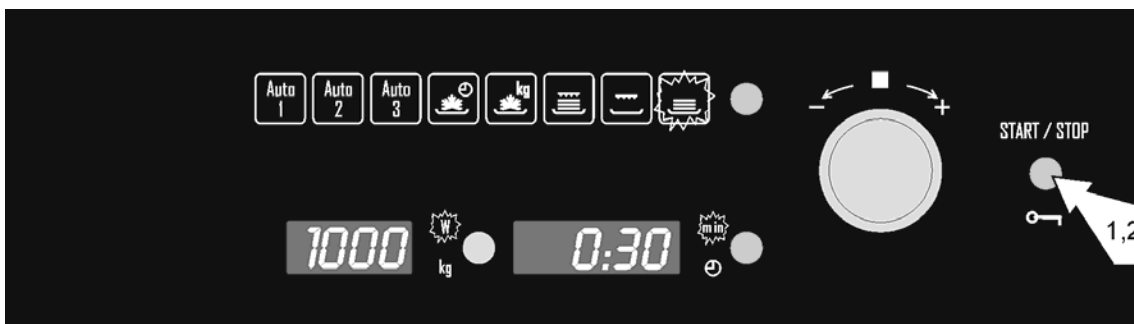 Auto 1
Auto 2
Auto 3
kg
- +
START / STOP
1000
W
kg
0:30
min
1,2